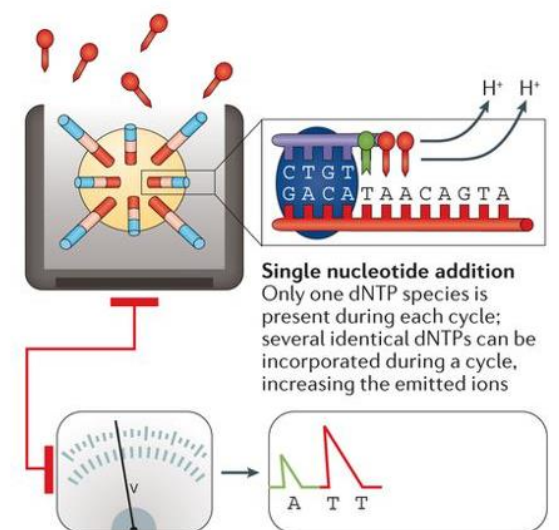 H+ H+
CTGT
GACATAACAGTA
Single nucleotide addition
Only one dNTP species is
present during each cycle;
several identical dNTPs can be
incorporated during a cycle,
increasing the emitted ions
V
A T T